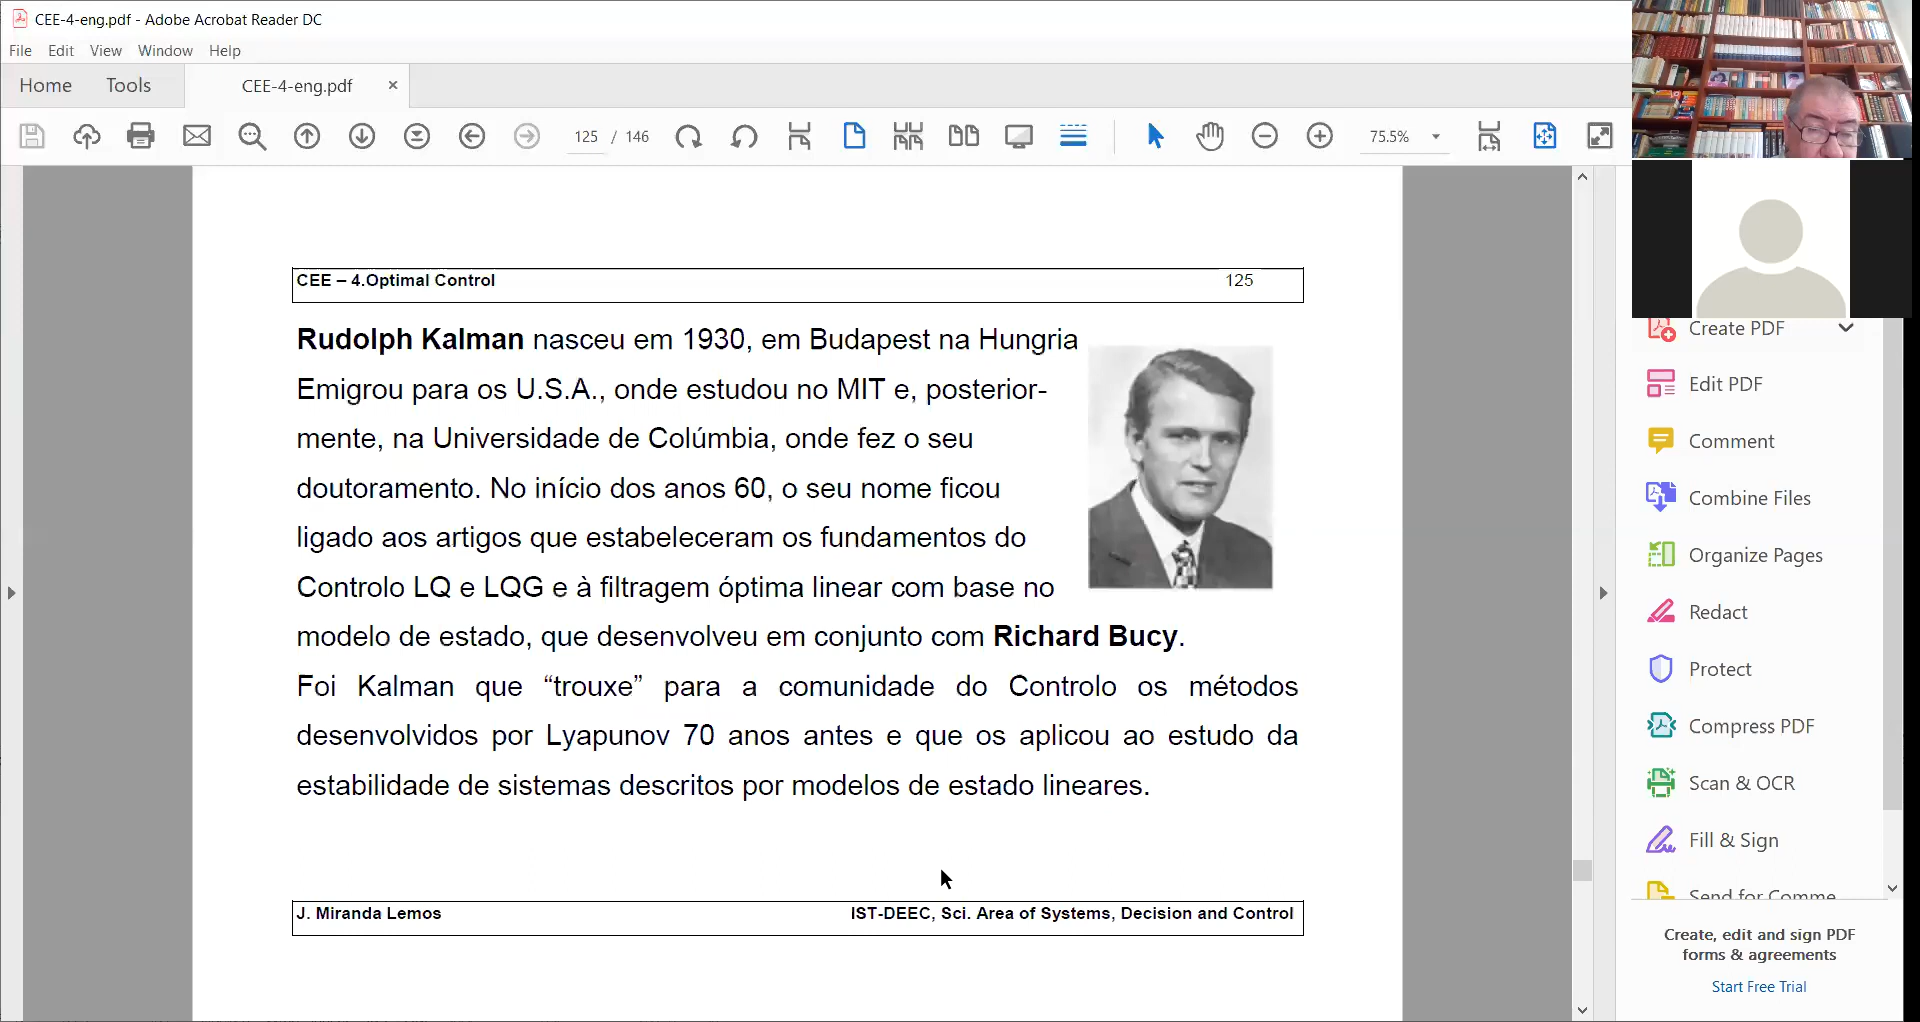 CEE-4-eng.pdf - Adobe Acrobat Reader DC
File Edit View Window Help
Home Tools CEE-4-eng.pdf ×
125 / 146 75.5%
CEE – 4.Optimal Control 125
Rudolph Kalman nasceu em 1930, em Budapest na Hungria
Emigrou para os U.S.A., onde estudou no MIT e, posterior-
mente, na Universidade de Colúmbia, onde fez o seu
doutoramento. No início dos anos 60, o seu nome ficou
ligado aos artigos que estabeleceram os fundamentos do
Controlo LQ e LQG e à filtragem óptima linear com base no
modelo de estado, que desenvolveu em conjunto com Richard Bucy.
Foi Kalman que “trouxe” para a comunidade do Controlo os métodos
desenvolvidos por Lyapunov 70 anos antes e que os aplicou ao estudo da
estabilidade de sistemas descritos por modelos de estado lineares.
J. Miranda Lemos IST-DEEC, Sci. Area of Systems, Decision and Control
Create PDF
Edit PDF
Comment
Combine Files
Organize Pages
Redact
Protect
Compress PDF
Scan & OCR
Fill & Sign
Send for Comme
Create, edit and sign PDF
forms & agreements
Start Free Trial